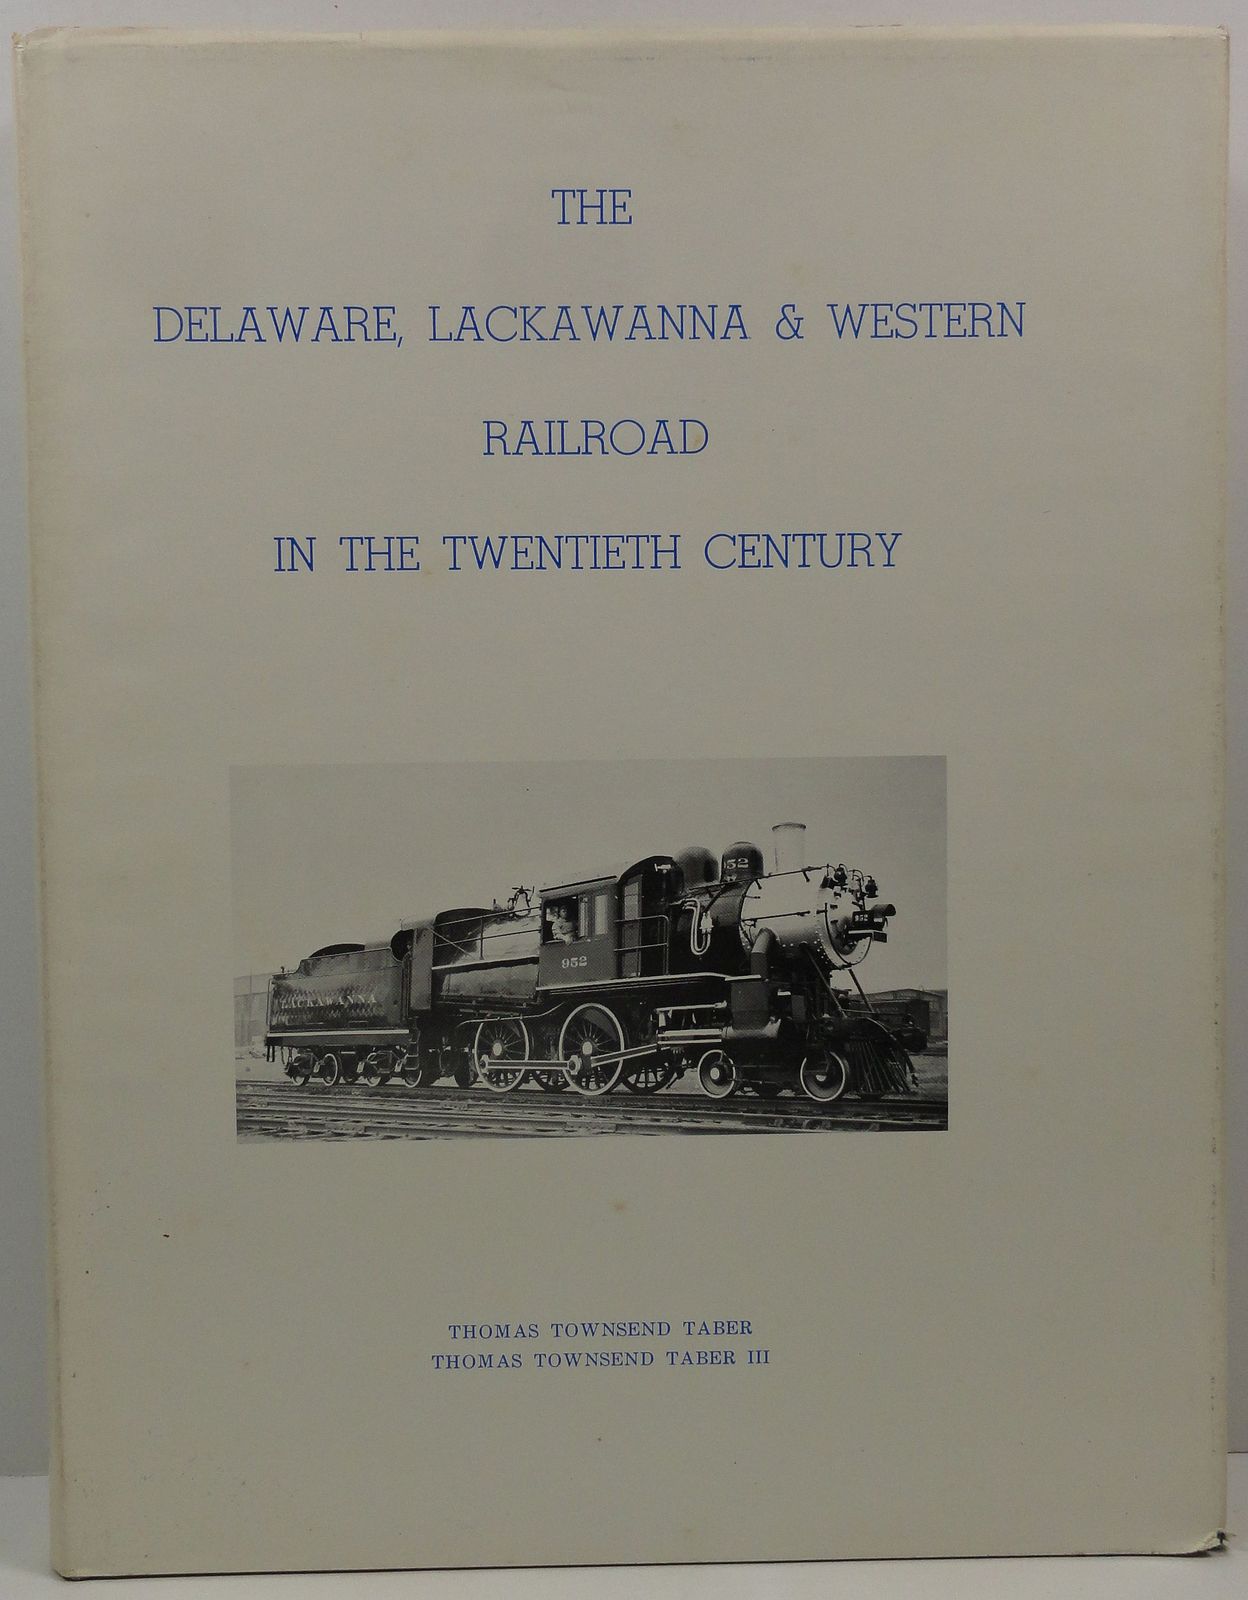 THE
DELAWARE, LACKAWANNA & WESTERN
RAILROAD
IN THE TWENTIETH CENTURY
952
952
952
LACKAWANNA
THOMAS TOWNSEND TABER
THOMAS TOWNSEND TABER III